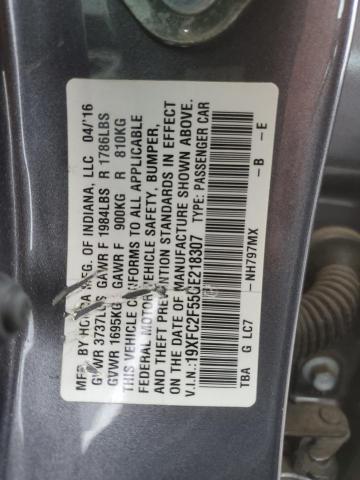 MFD BY HONDA MFG. OF INDIANA, LLC 04/'16
GVWR 3737LBS GAWR F 1984LBS R 1786LBS
GVWR 1695KG GAWR F 900KG R 810KG
THIS VEHICLE CONFORMS TO ALL APPLICABLE
FEDERAL MOTOR VEHICLE SAFETY, BUMPER,
AND THEFT PREVENTION STANDARDS IN EFFECT
ON THE DATE OF MANUFACTURE SHOWN ABOVE.
V.I.N.:19XFC2F55GE218307 TYPE: PASSENGER CAR
TBA G LC7 -NH797MX -B -E